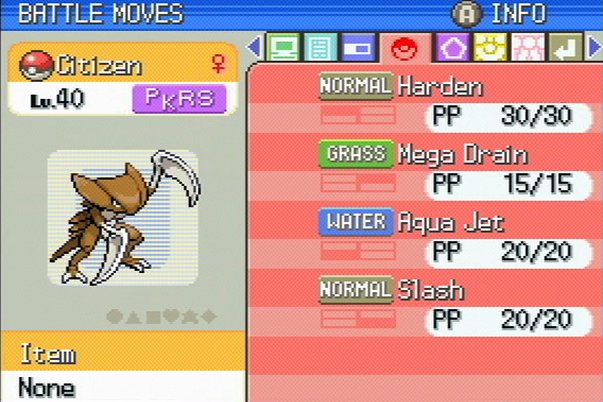 BATTLE MOVES
A INFO
Citizen ♀
Lv.40 PKRS
NORMAL Harden
PP 30/30
GRASS Mega Drain
PP 15/15
WATER Aqua Jet
PP 20/20
NORMAL Slash
PP 20/20
Item
None